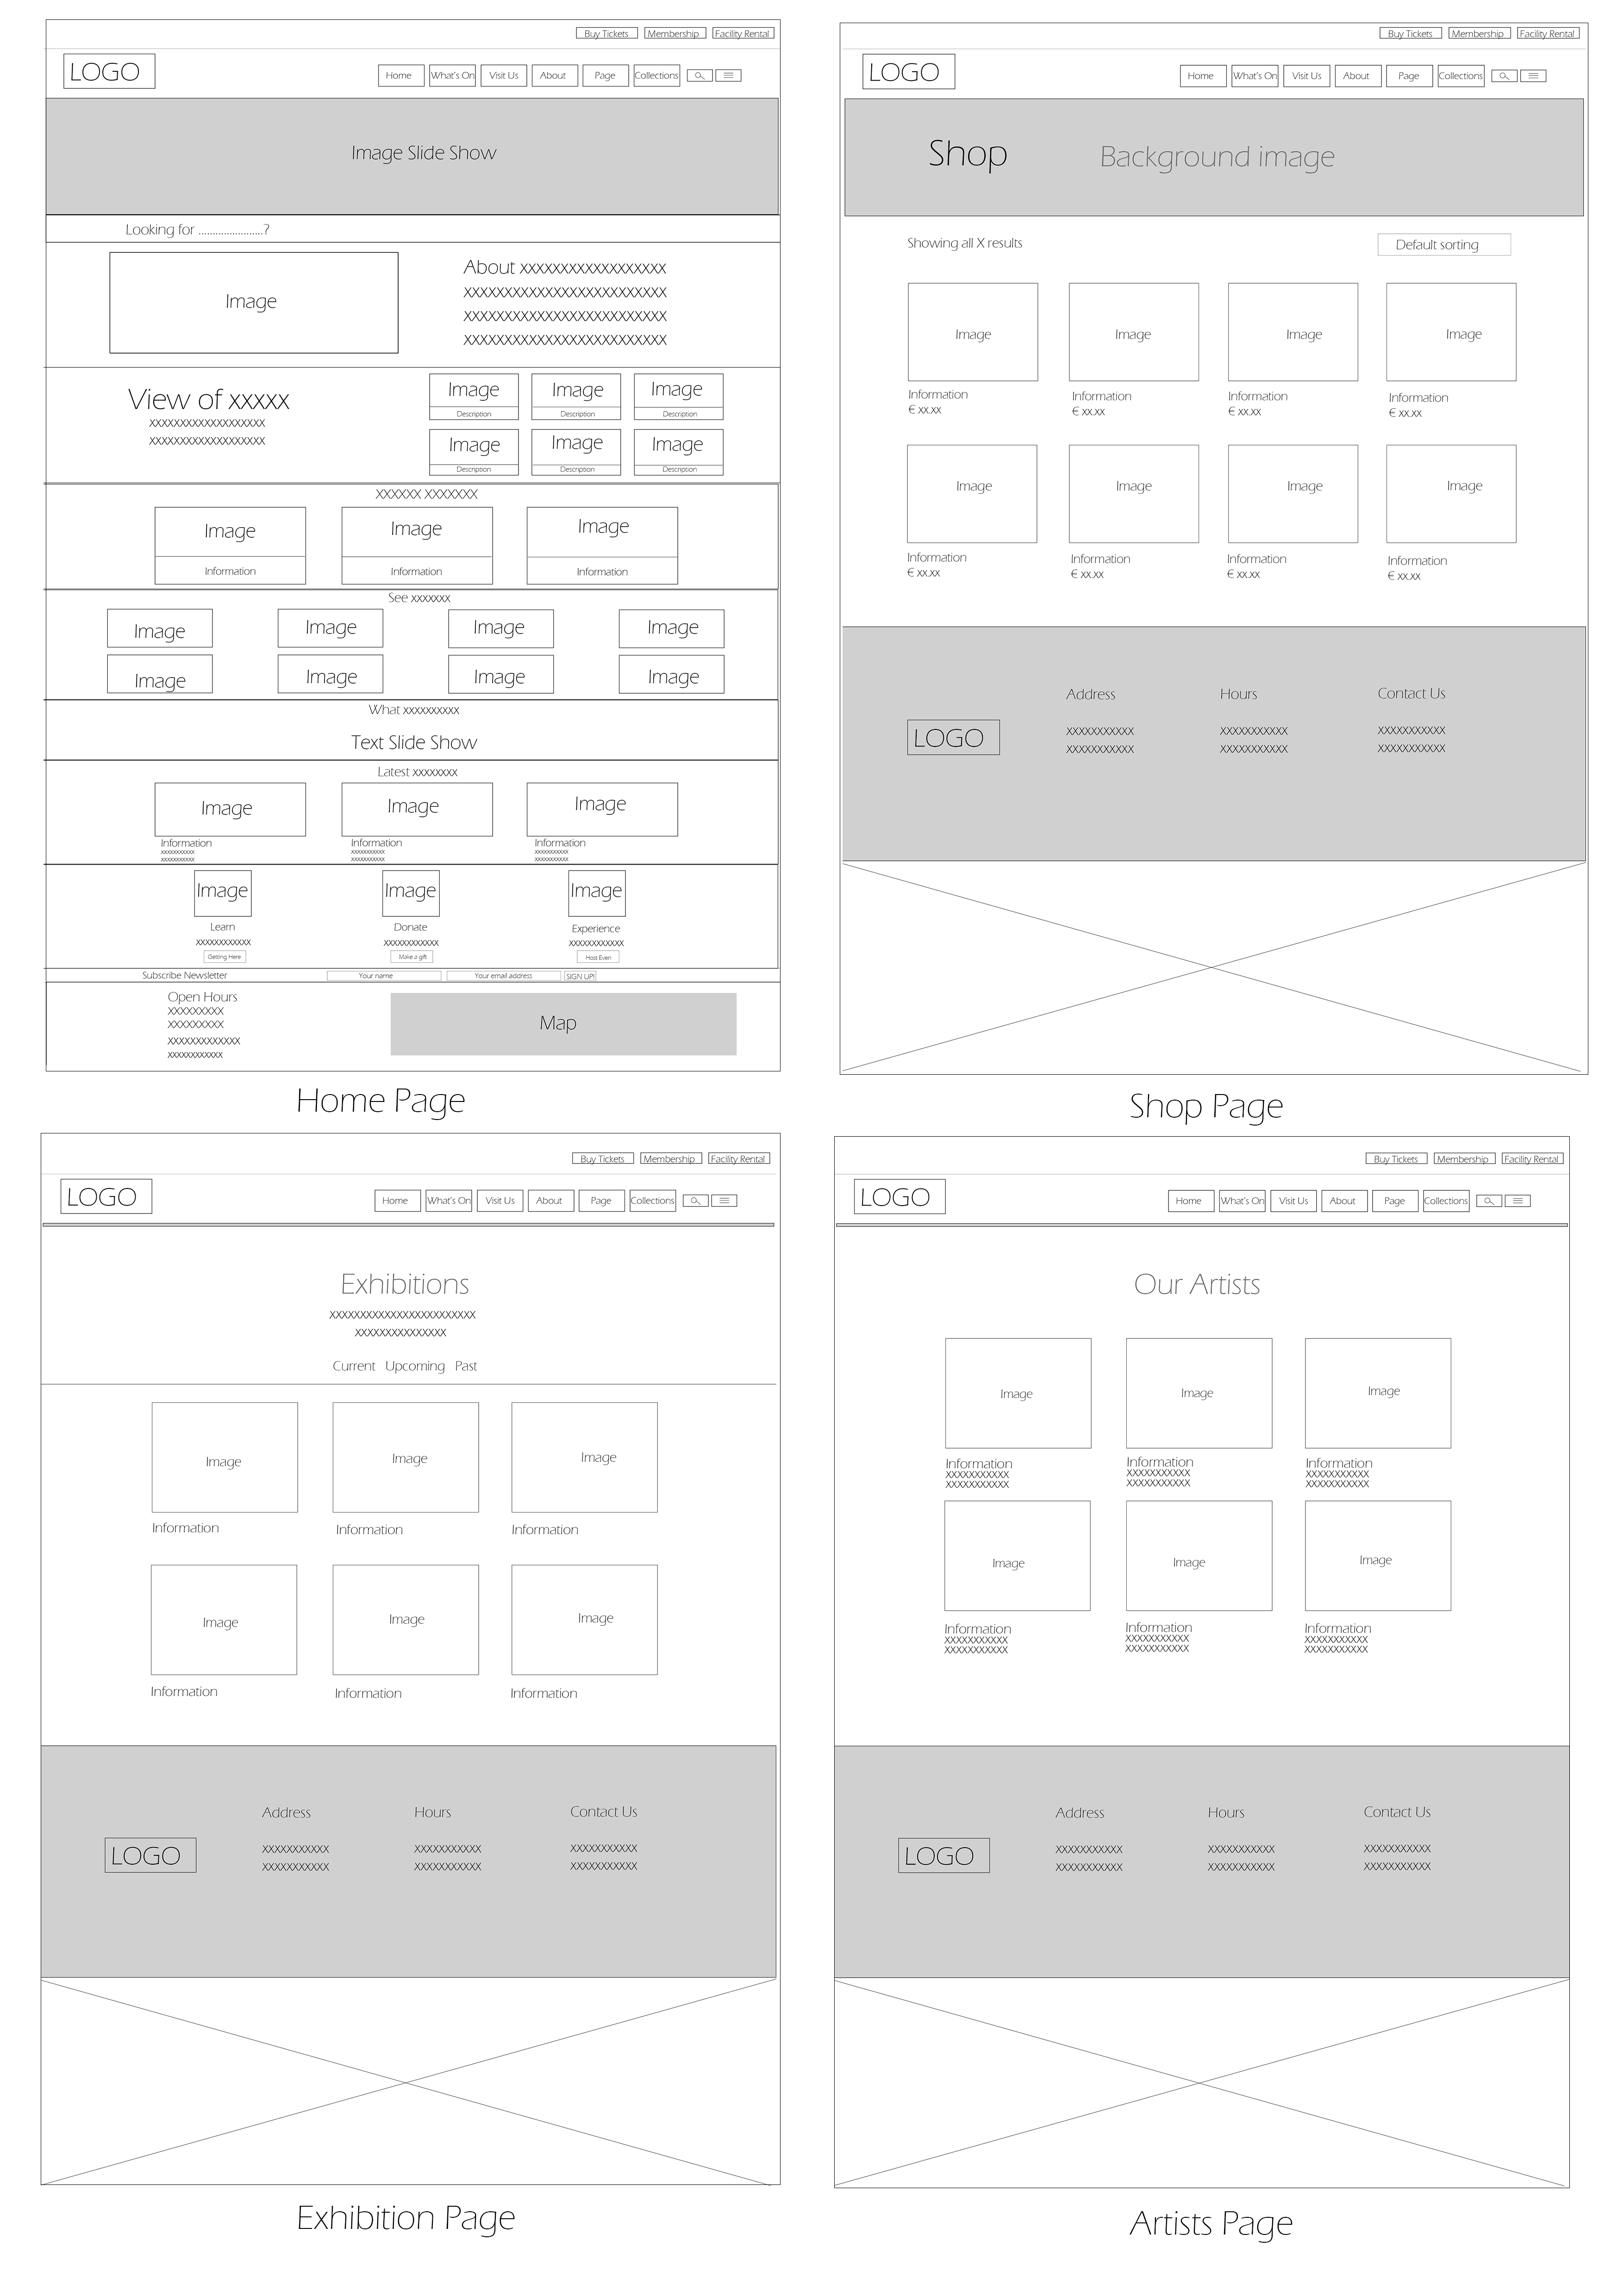 Buy Tickets Membership Facility Rental
LOGO Home What's On Visit Us About Page Collections
Image Slide Show
Looking for ......................?
Image
About xxxxxxxxxxxxxxxxxx
xxxxxxxxxxxxxxxxxxxxxxxxx
xxxxxxxxxxxxxxxxxxxxxxxxx
xxxxxxxxxxxxxxxxxxxxxxxxx
View of xxxxx
xxxxxxxxxxxxxxxxxxx
xxxxxxxxxxxxxxxxxxx
Image Image Image
Description Description Description
Image Image Image
Description Description Description
XXXXXX XXXXXXX
Image Image Image
Information Information Information
See xxxxxxx
Image Image Image Image
Image Image Image Image
What xxxxxxxxxx
Text Slide Show
Latest xxxxxxxx
Image Image Image
Information Information Information
xxxxxxxxxxx xxxxxxxxxxx xxxxxxxxxxx
xxxxxxxxxxx xxxxxxxxxxx xxxxxxxxxxx
Image Image Image
Learn Donate Experience
xxxxxxxxxxxx xxxxxxxxxxxx xxxxxxxxxxxx
Getting Here Make a gift Host Even
Subscribe Newsletter Your name Your email address SIGN UP!
Open Hours
XXXXXXXXX
XXXXXXXXX
xxxxxxxxxxxxx
xxxxxxxxxxxx
Map
Home Page
Buy Tickets Membership Facility Rental
LOGO Home What's On Visit Us About Page Collections
Shop Background image
Showing all X results Default sorting
Image Image Image Image
Information Information Information Information
€ xx.xx € xx.xx € xx.xx € xx.xx
Image Image Image Image
Information Information Information Information
€ xx.xx € xx.xx € xx.xx € xx.xx
LOGO
Address Hours Contact Us
XXXXXXXXXXX XXXXXXXXXXX XXXXXXXXXXX
XXXXXXXXXXX XXXXXXXXXXX XXXXXXXXXXX
Shop Page
Buy Tickets Membership Facility Rental
LOGO Home What's On Visit Us About Page Collections
Exhibitions
XXXXXXXXXXXXXXXXXXXXXXXX
XXXXXXXXXXXXXXX
Current Upcoming Past
Image Image Image
Information Information Information
Image Image Image
Information Information Information
LOGO
Address Hours Contact Us
XXXXXXXXXXX XXXXXXXXXXX XXXXXXXXXXX
XXXXXXXXXXX XXXXXXXXXXX XXXXXXXXXXX
Exhibition Page
Buy Tickets Membership Facility Rental
LOGO Home What's On Visit Us About Page Collections
Our Artists
Image Image Image
Information Information Information
XXXXXXXXXXX XXXXXXXXXXX XXXXXXXXXXX
XXXXXXXXXXX XXXXXXXXXXX XXXXXXXXXXX
Image Image Image
Information Information Information
XXXXXXXXXXX XXXXXXXXXXX XXXXXXXXXXX
XXXXXXXXXXX XXXXXXXXXXX XXXXXXXXXXX
LOGO
Address Hours Contact Us
XXXXXXXXXXX XXXXXXXXXXX XXXXXXXXXXX
XXXXXXXXXXX XXXXXXXXXXX XXXXXXXXXXX
Artists Page